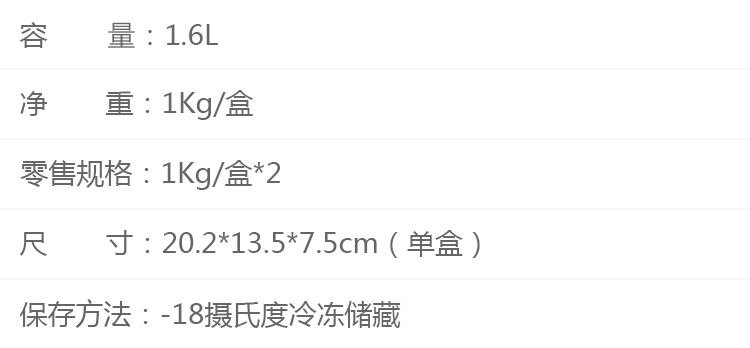 容　　量：1.6L
净　　重：1Kg/盒
零售规格：1Kg/盒*2
尺　　寸：20.2*13.5*7.5cm（单盒）
保存方法：-18摄氏度冷冻储藏